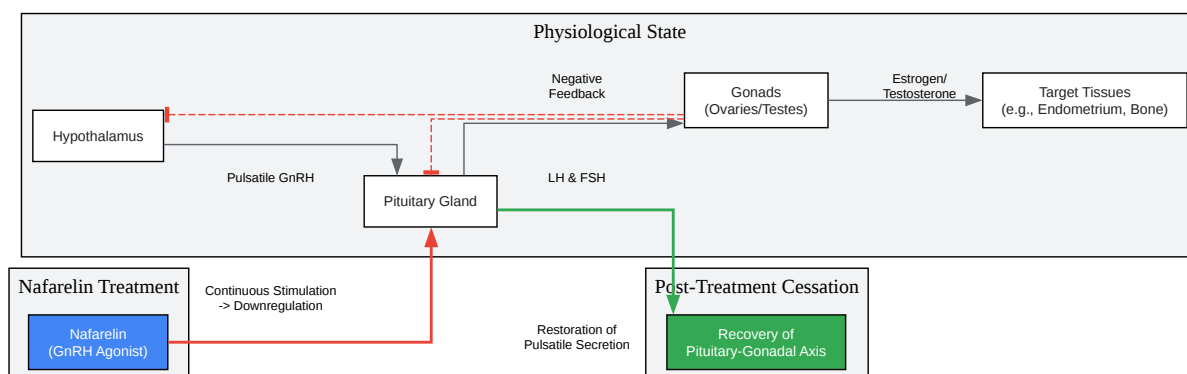 Physiological State
Negative
Feedback
Gonads
(Ovaries/Testes)
Estrogen/
Testosterone
Target Tissues
(e.g., Endometrium, Bone)
Hypothalamus
Pulsatile GnRH
LH & FSH
Pituitary Gland
Nafarelin Treatment
Continuous Stimulation
-> Downregulation
Nafarelin
(GnRH Agonist)
Post-Treatment Cessation
Restoration of
Pulsatile Secretion
Recovery of
Pituitary-Gonadal Axis